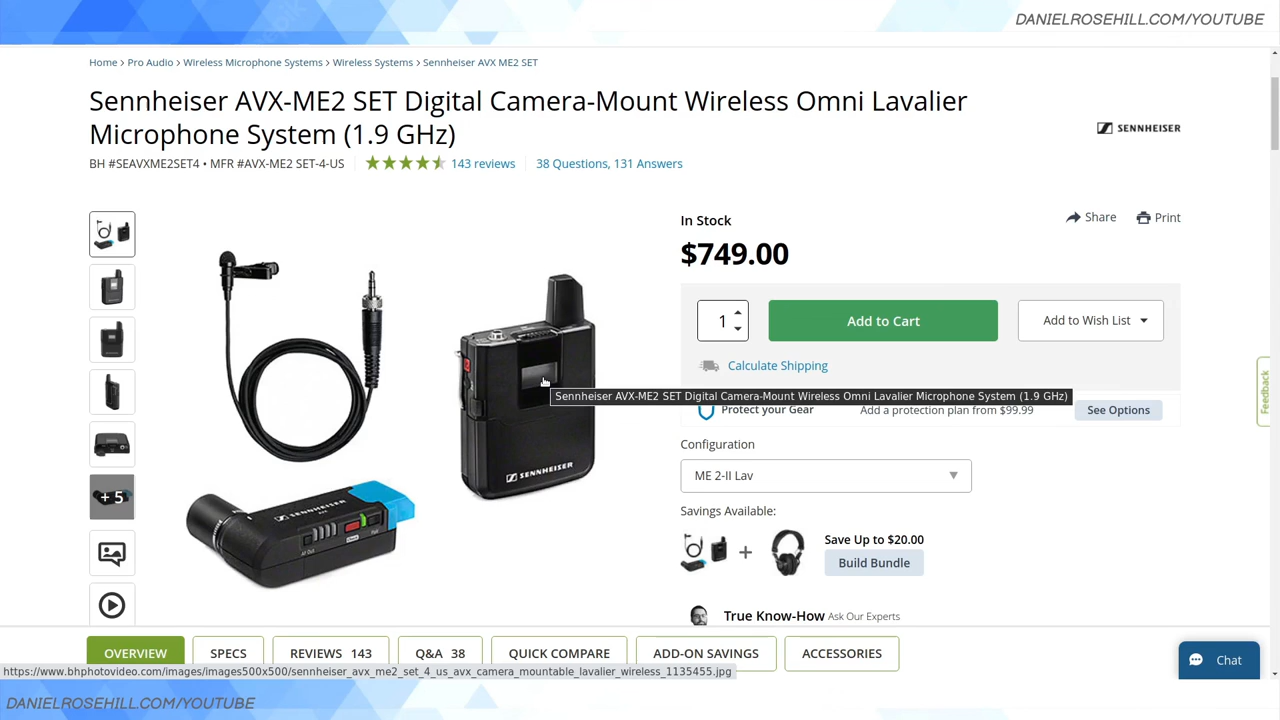 DANIELROSEHILL.COM/YOUTUBE
Home > Pro Audio > Wireless Microphone Systems > Wireless Systems > Sennheiser AVX ME2 SET
Sennheiser AVX-ME2 SET Digital Camera-Mount Wireless Omni Lavalier
Microphone System (1.9 GHz)
SENNHEISER
BH #SEAVXME2SET4 • MFR #AVX-ME2 SET-4-US
143 reviews
38 Questions, 131 Answers
In Stock
Share
Print
$749.00
1
Add to Cart
Add to Wish List
Calculate Shipping
Sennheiser AVX-ME2 SET Digital Camera-Mount Wireless Omni Lavalier Microphone System (1.9 GHz)
Protect your Gear
Add a protection plan from $99.99
See Options
Feedback
Configuration
ME 2-II Lav
SENNHEISER
SENNHEISER
+ 5
Savings Available:
Save Up to $20.00
Build Bundle
True Know-How Ask Our Experts
OVERVIEW
SPECS
REVIEWS 143
Q&A 38
QUICK COMPARE
ADD-ON SAVINGS
ACCESSORIES
Chat
https://www.bhphotovideo.com/images/images500x500/sennheiser_avx_me2_set_4_us_avx_camera_mountable_lavalier_wireless_1135455.jpg
DANIELROSEHILL.COM/YOUTUBE